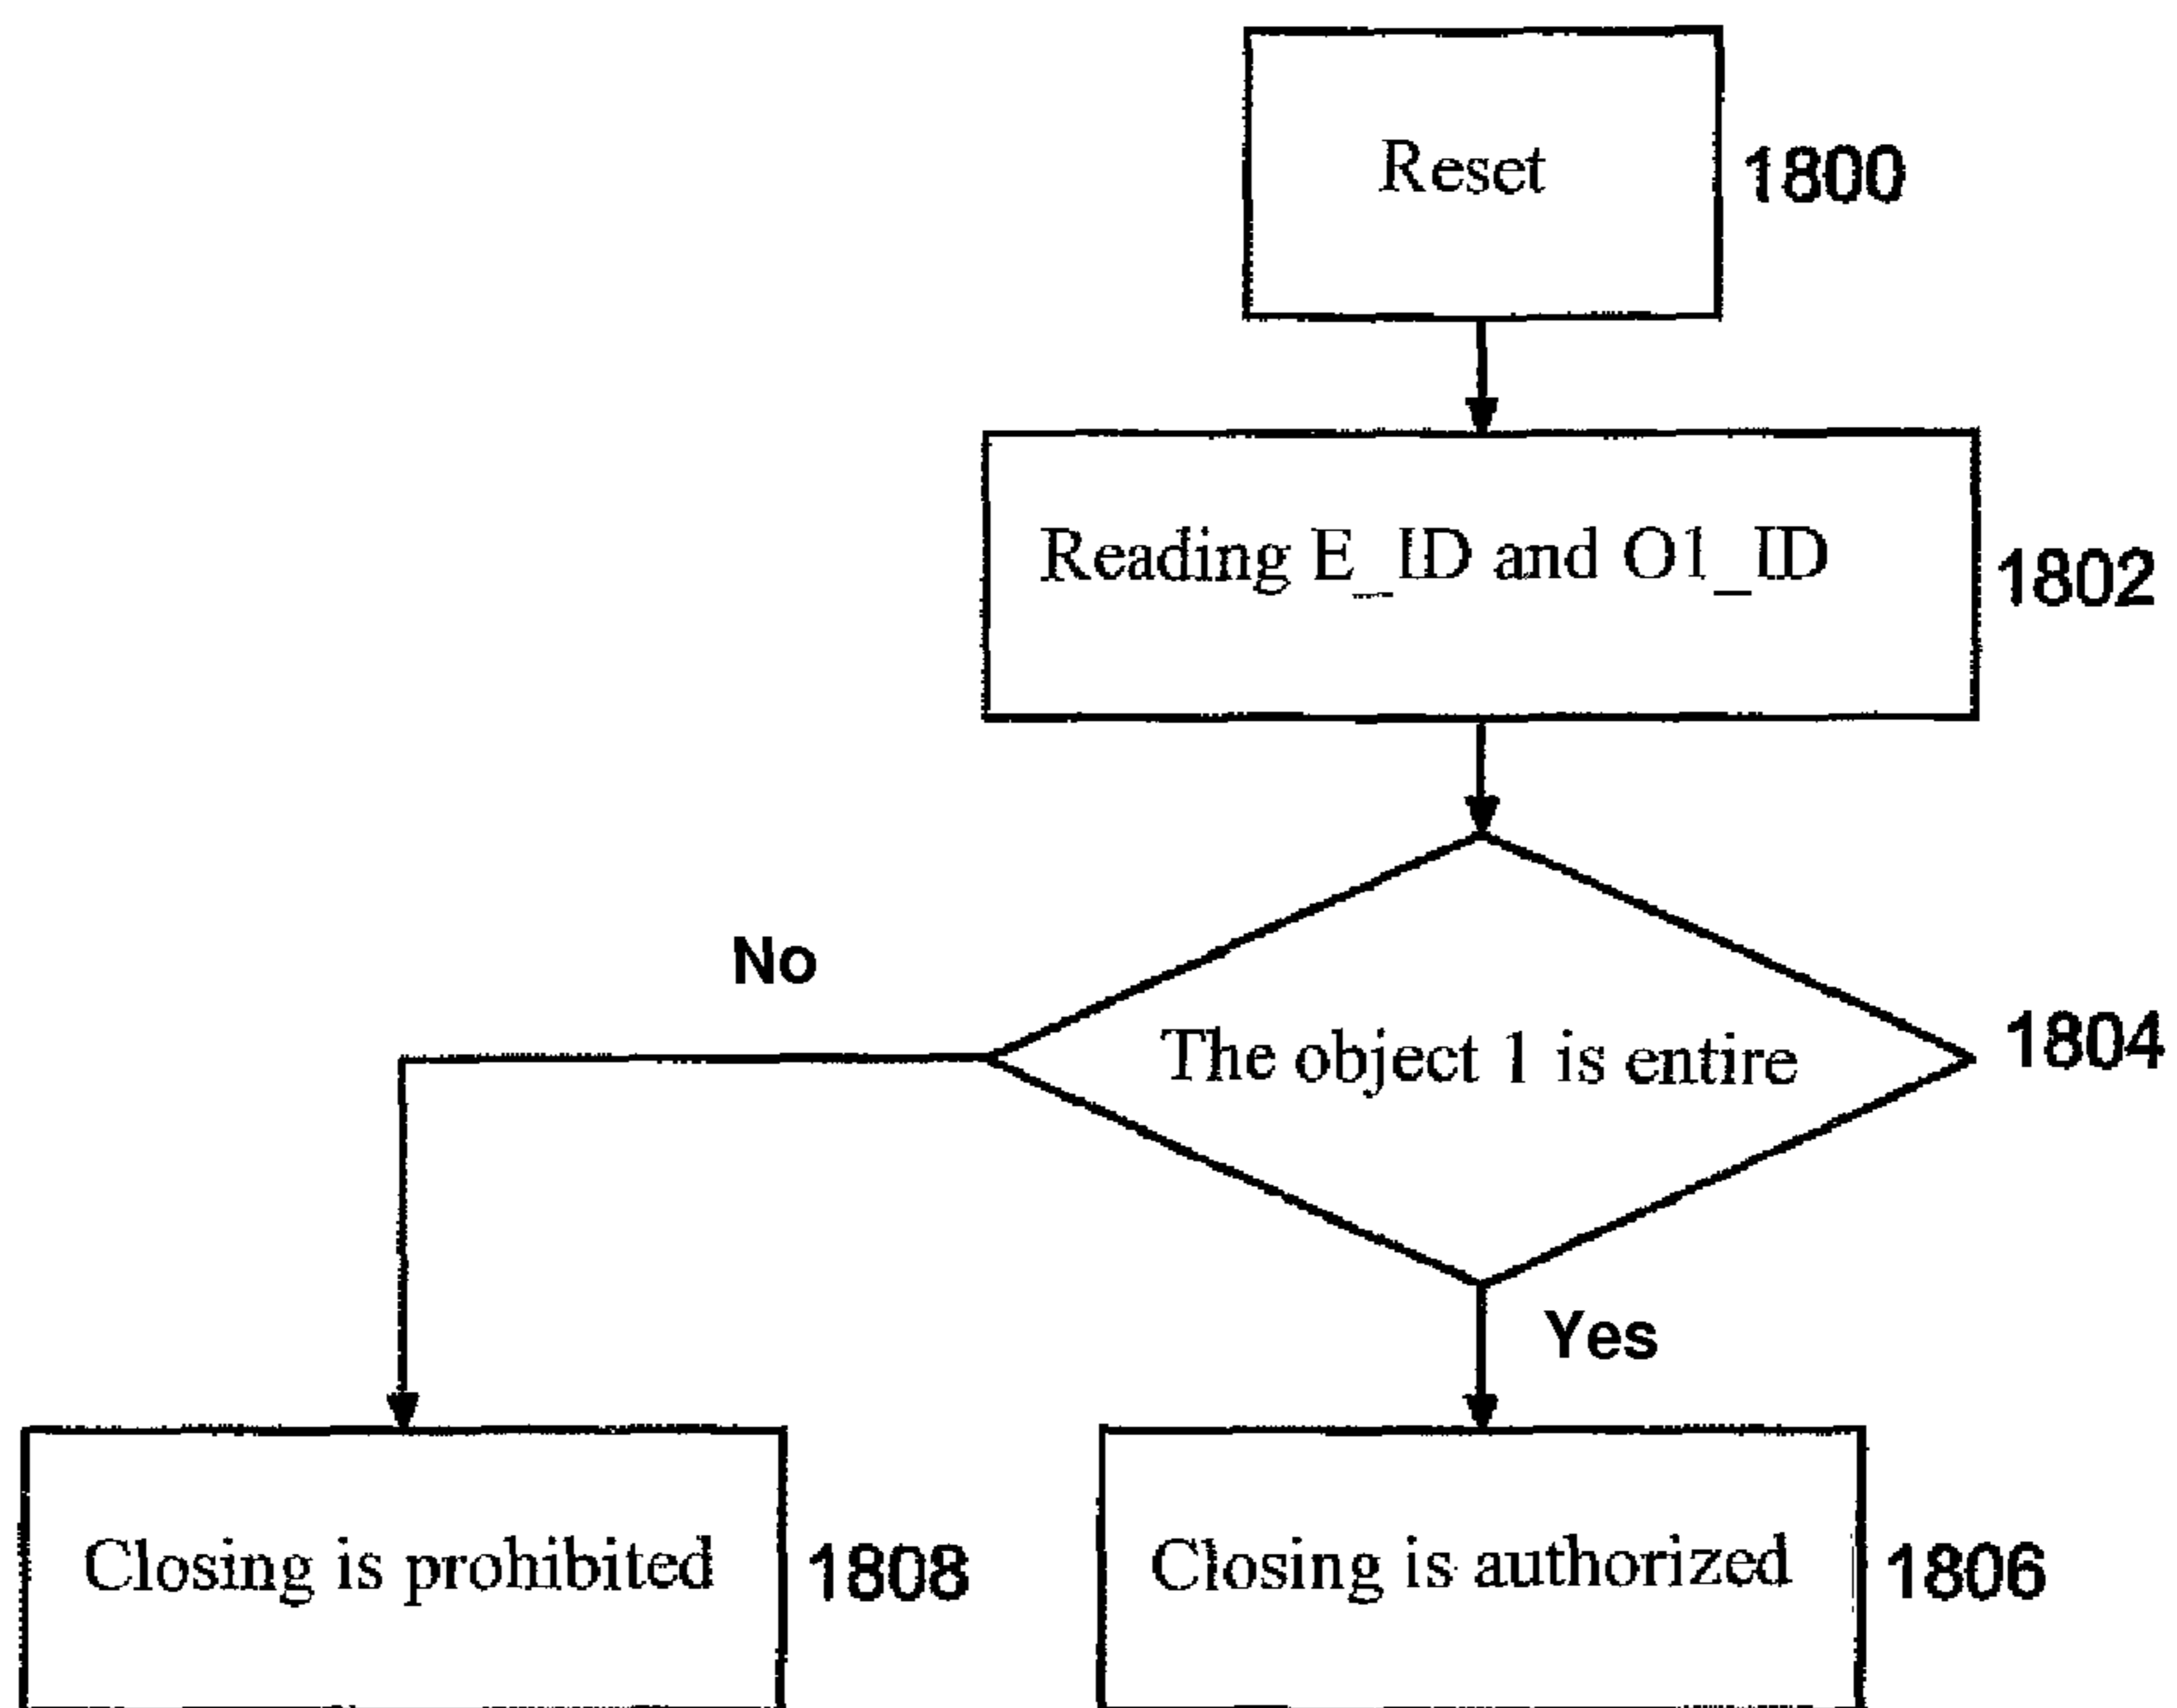 Reset
1800
Reading E_ID and O1_ID
1802
No
The object 1 is entire
1804
Yes
Closing is prohibited
1808
Closing is authorized
1806